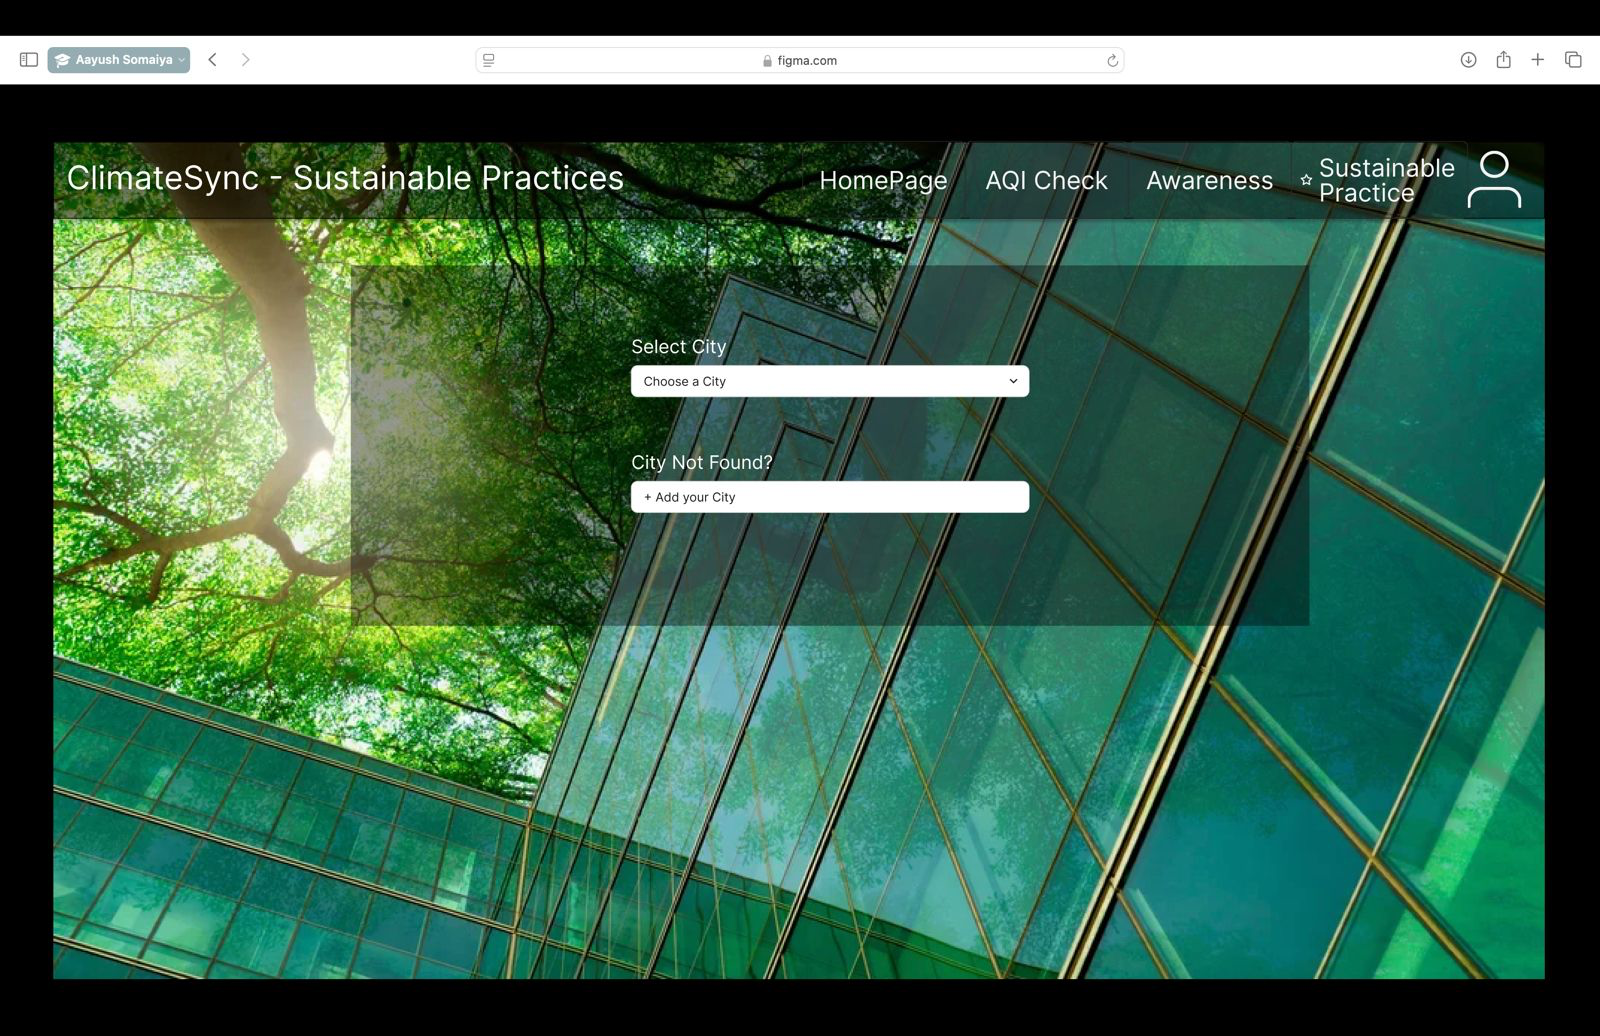 Aayush Somaiya
figma.com
ClimateSync - Sustainable Practices
HomePage
AQI Check
Awareness
Sustainable
Practice
Select City
Choose a City
City Not Found?
+ Add your City